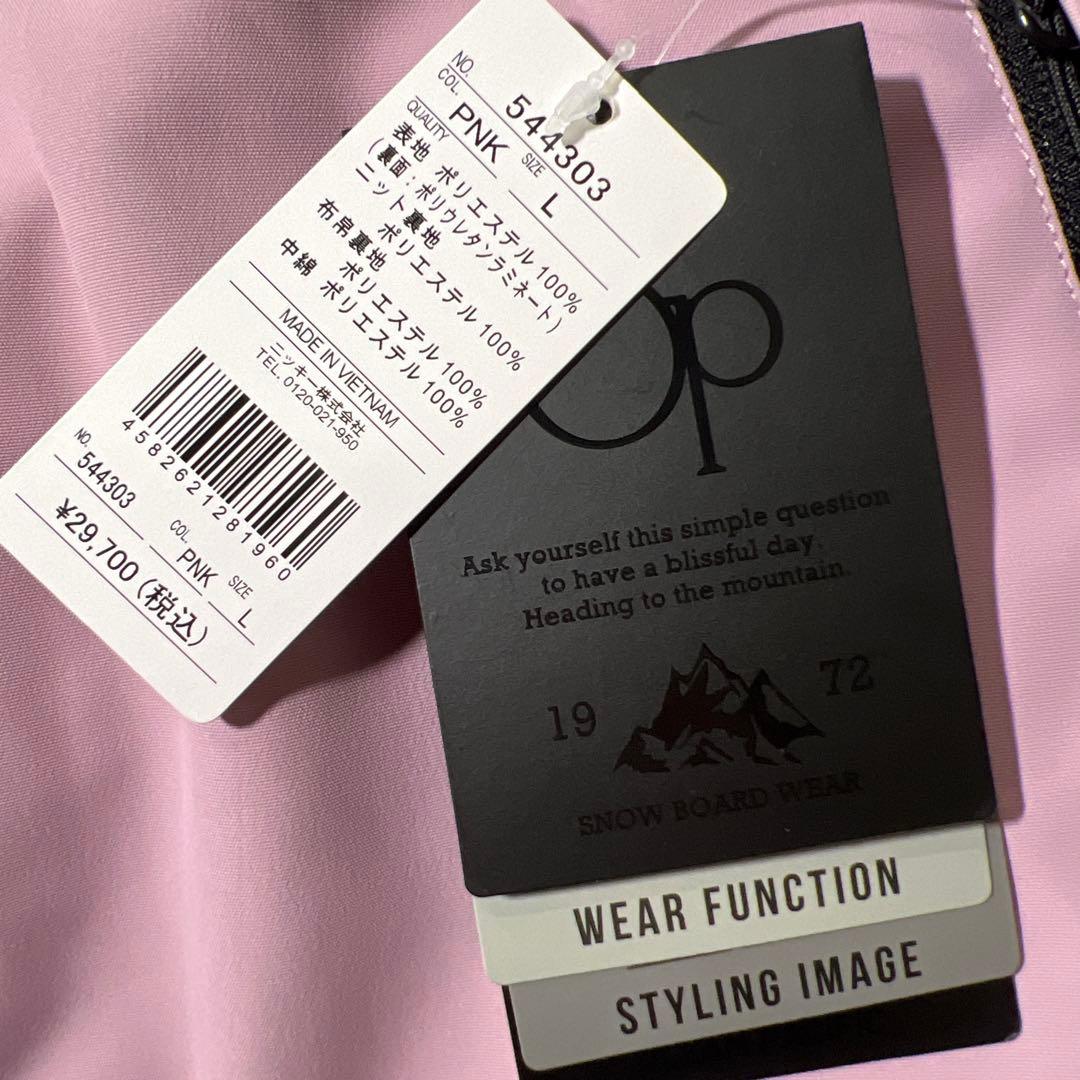 NO. 544303
COL. PNK SIZE L
QUALITY
表地 ポリエステル 100%
(裏面:ポリウレタンラミネート)
ニット裏地
ポリエステル 100%
布帛裏地
ポリエステル 100%
中綿 ポリエステル 100%
MADE IN VIETNAM
ニッキー株式会社
TEL. 0120-021-950
4582621281960
NO. 544303 COL. PNK SIZE L
¥29,700(税込)
Op
Ask yourself this simple question
to have a blissful day.
Heading to the mountain.
19 72
SNOW BOARD WEAR
WEAR FUNCTION
STYLING IMAGE